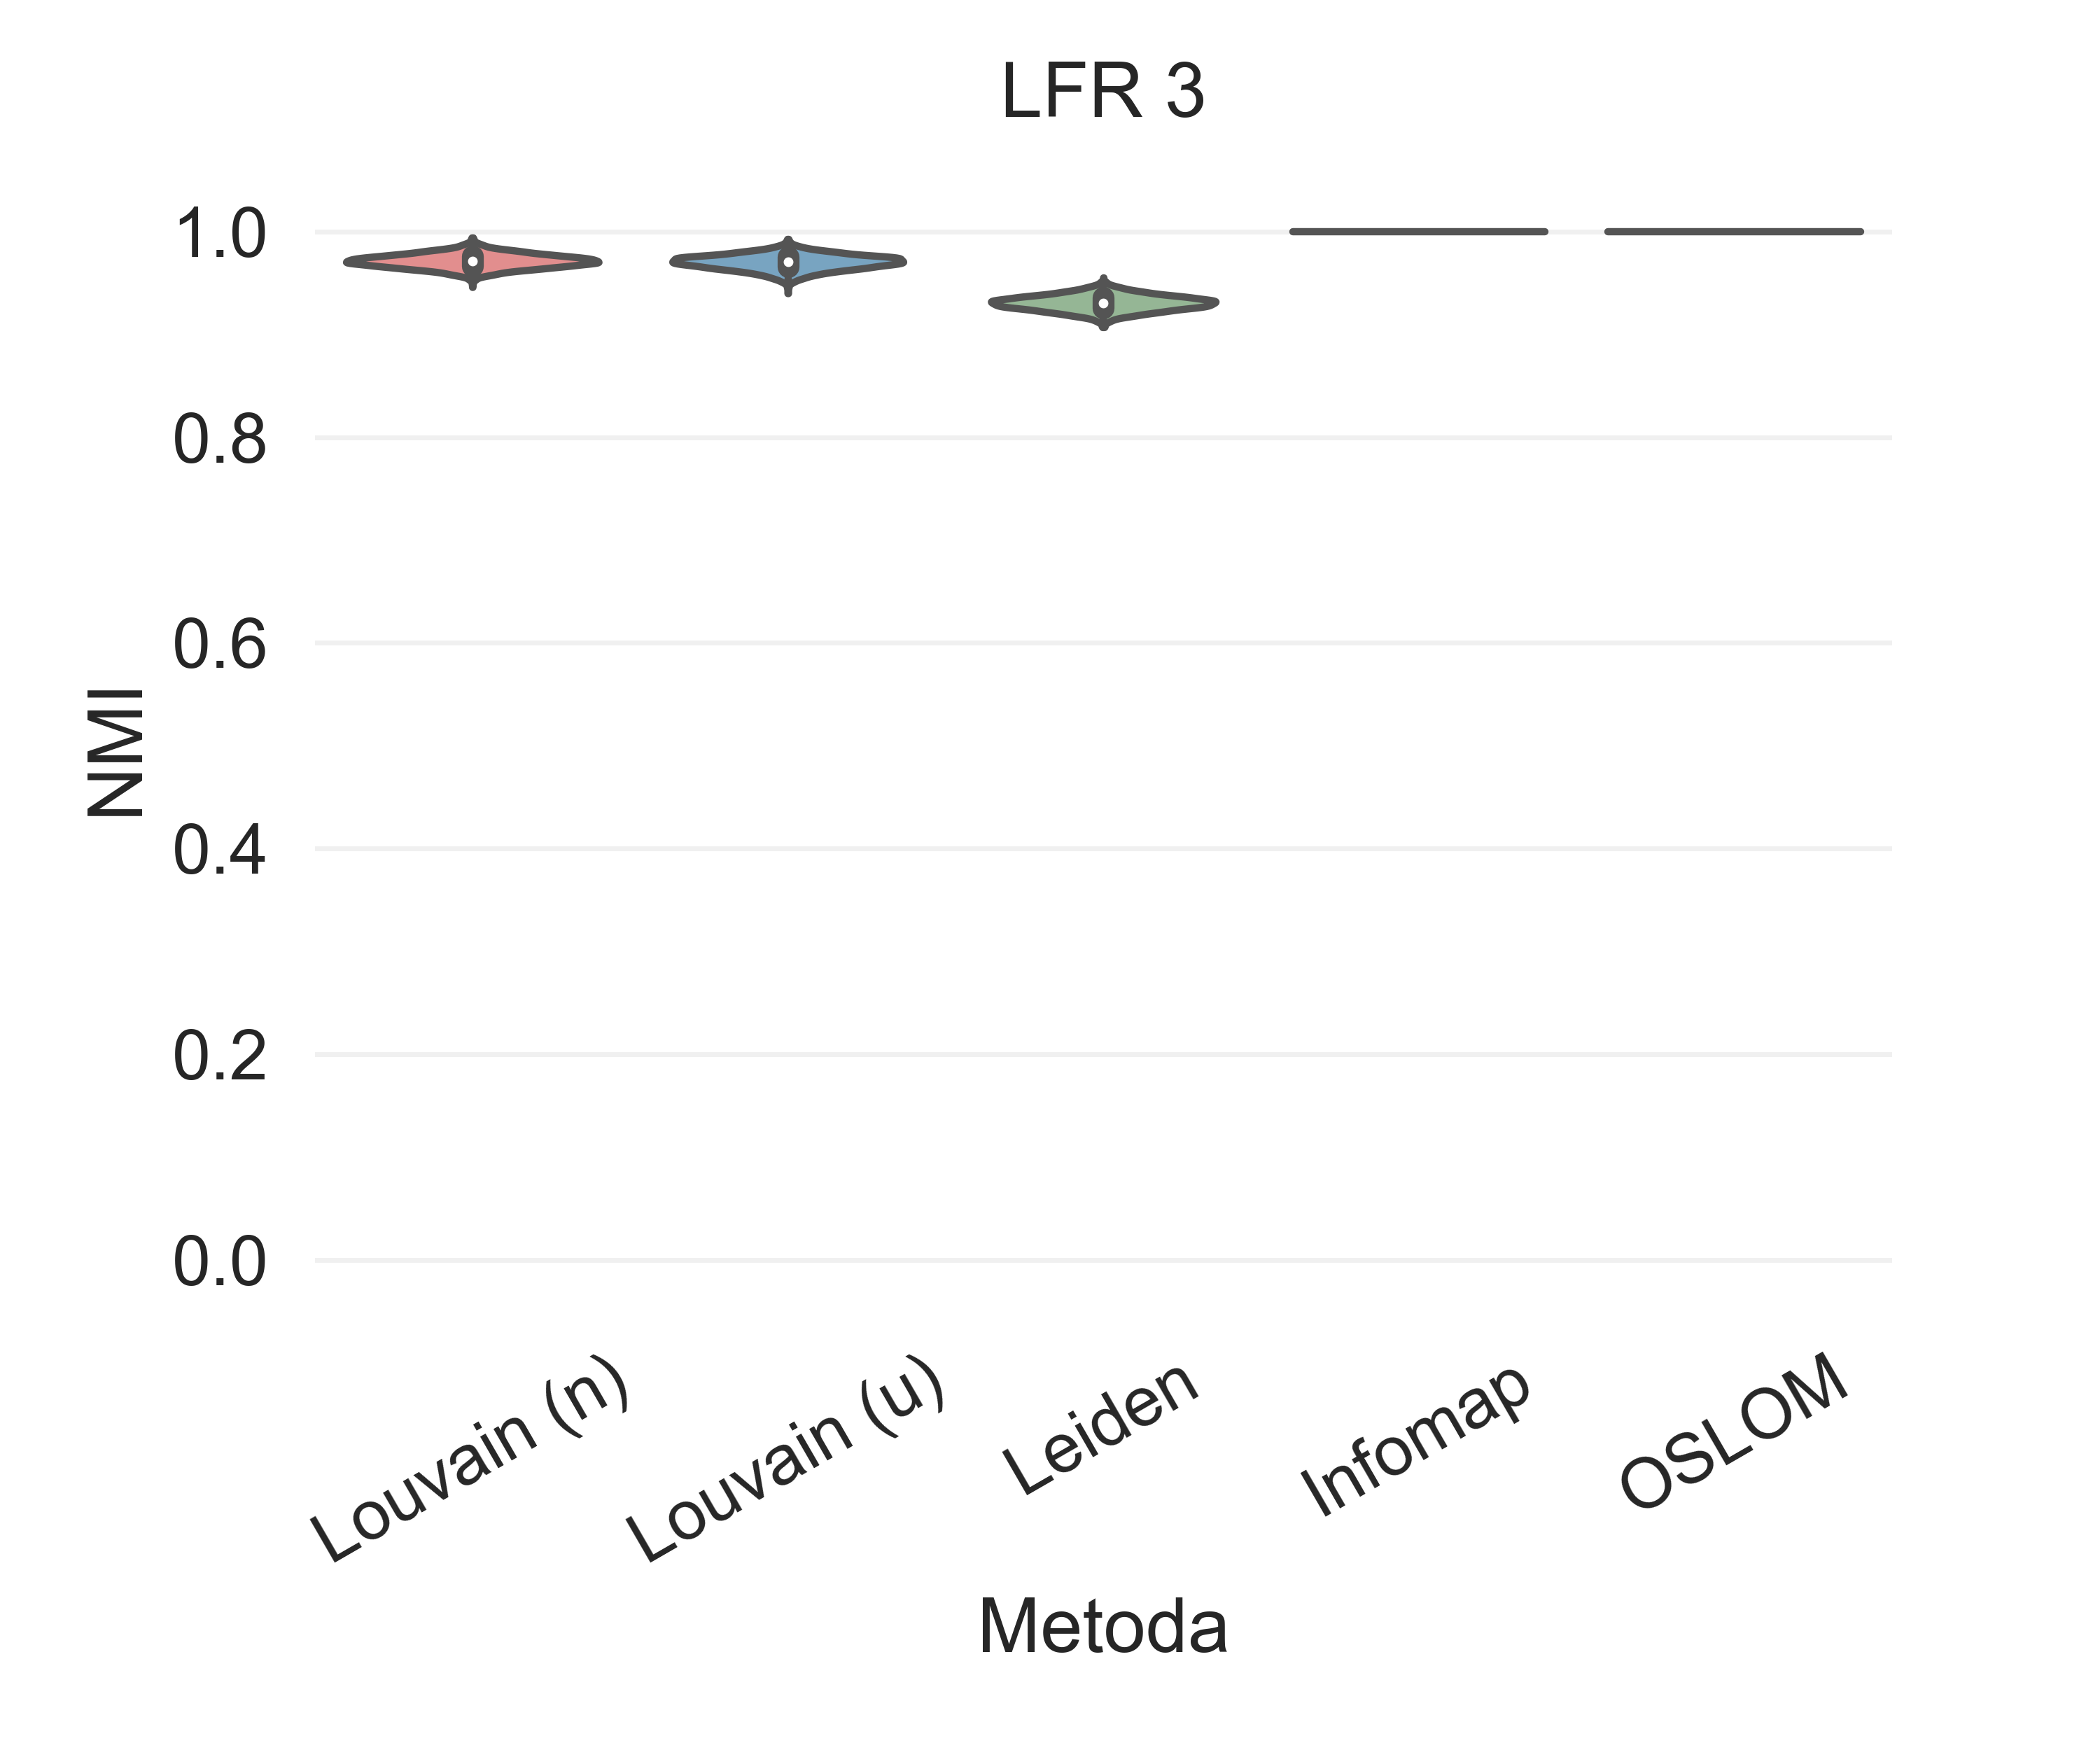 LFR 3
1.0
0.8
0.6
0.4
0.2
0.0
NMI
Louvain (n)
Louvain (u)
Leiden
Infomap
OSLOM
Metoda